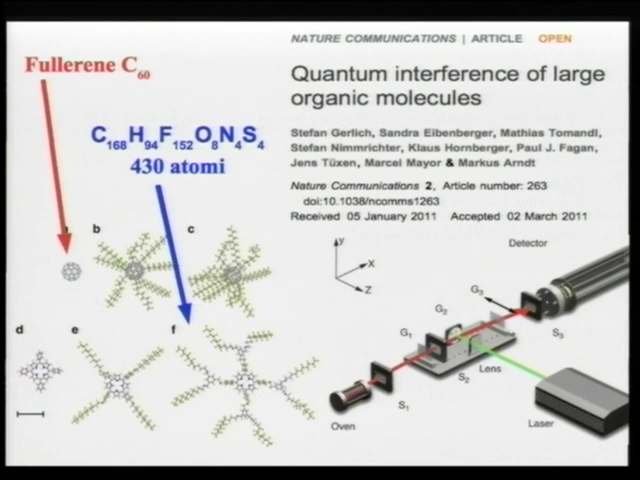 NATURE COMMUNICATIONS | ARTICLE OPEN
Fullerene C60
Quantum interference of large
organic molecules
C168H94F152O8N4S4
430 atomi
Stefan Gerlich, Sandra Eibenberger, Mathias Tomandl,
Stefan Nimmrichter, Klaus Hornberger, Paul J. Fagan,
Jens Tüxen, Marcel Mayor & Markus Arndt
Nature Communications 2, Article number: 263
doi:10.1038/ncomms1263
Received 05 January 2011 Accepted 02 March 2011
b
c
d
e
f
y
X
Z
Detector
G3
G2
G1
S3
S2
Lens
S1
Oven
Laser